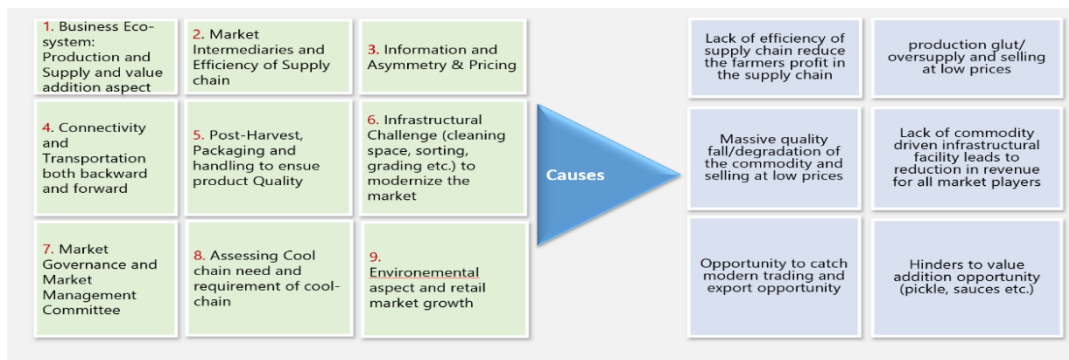 1. Business Eco-
system:
Production and
Supply and value
addition aspect
2. Market
Intermediaries and
Efficiency of Supply
chain
3. Information and
Asymmetry & Pricing
4. Connectivity
and
Transportation
both backward
and forward
5. Post-Harvest,
Packaging and
handling to ensue
product Quality
6. Infrastructural
Challenge (cleaning
space, sorting,
grading etc.) to
modernize the
market
7. Market
Governance and
Market
Management
Committee
8. Assessing Cool
chain need and
requirement of cool-
chain
9.
Environemental
aspect and retail
market growth
Causes
Lack of efficiency of
supply chain reduce
the farmers profit in
the supply chain
production glut/
oversupply and selling
at low prices
Massive quality
fall/degradation of
the commodity and
selling at low prices
Lack of commodity
driven infrastructural
facility leads to
reduction in revenue
for all market players
Opportunity to catch
modern trading and
export opportunity
Hinders to value
addition opportunity
(pickle, sauces etc.)